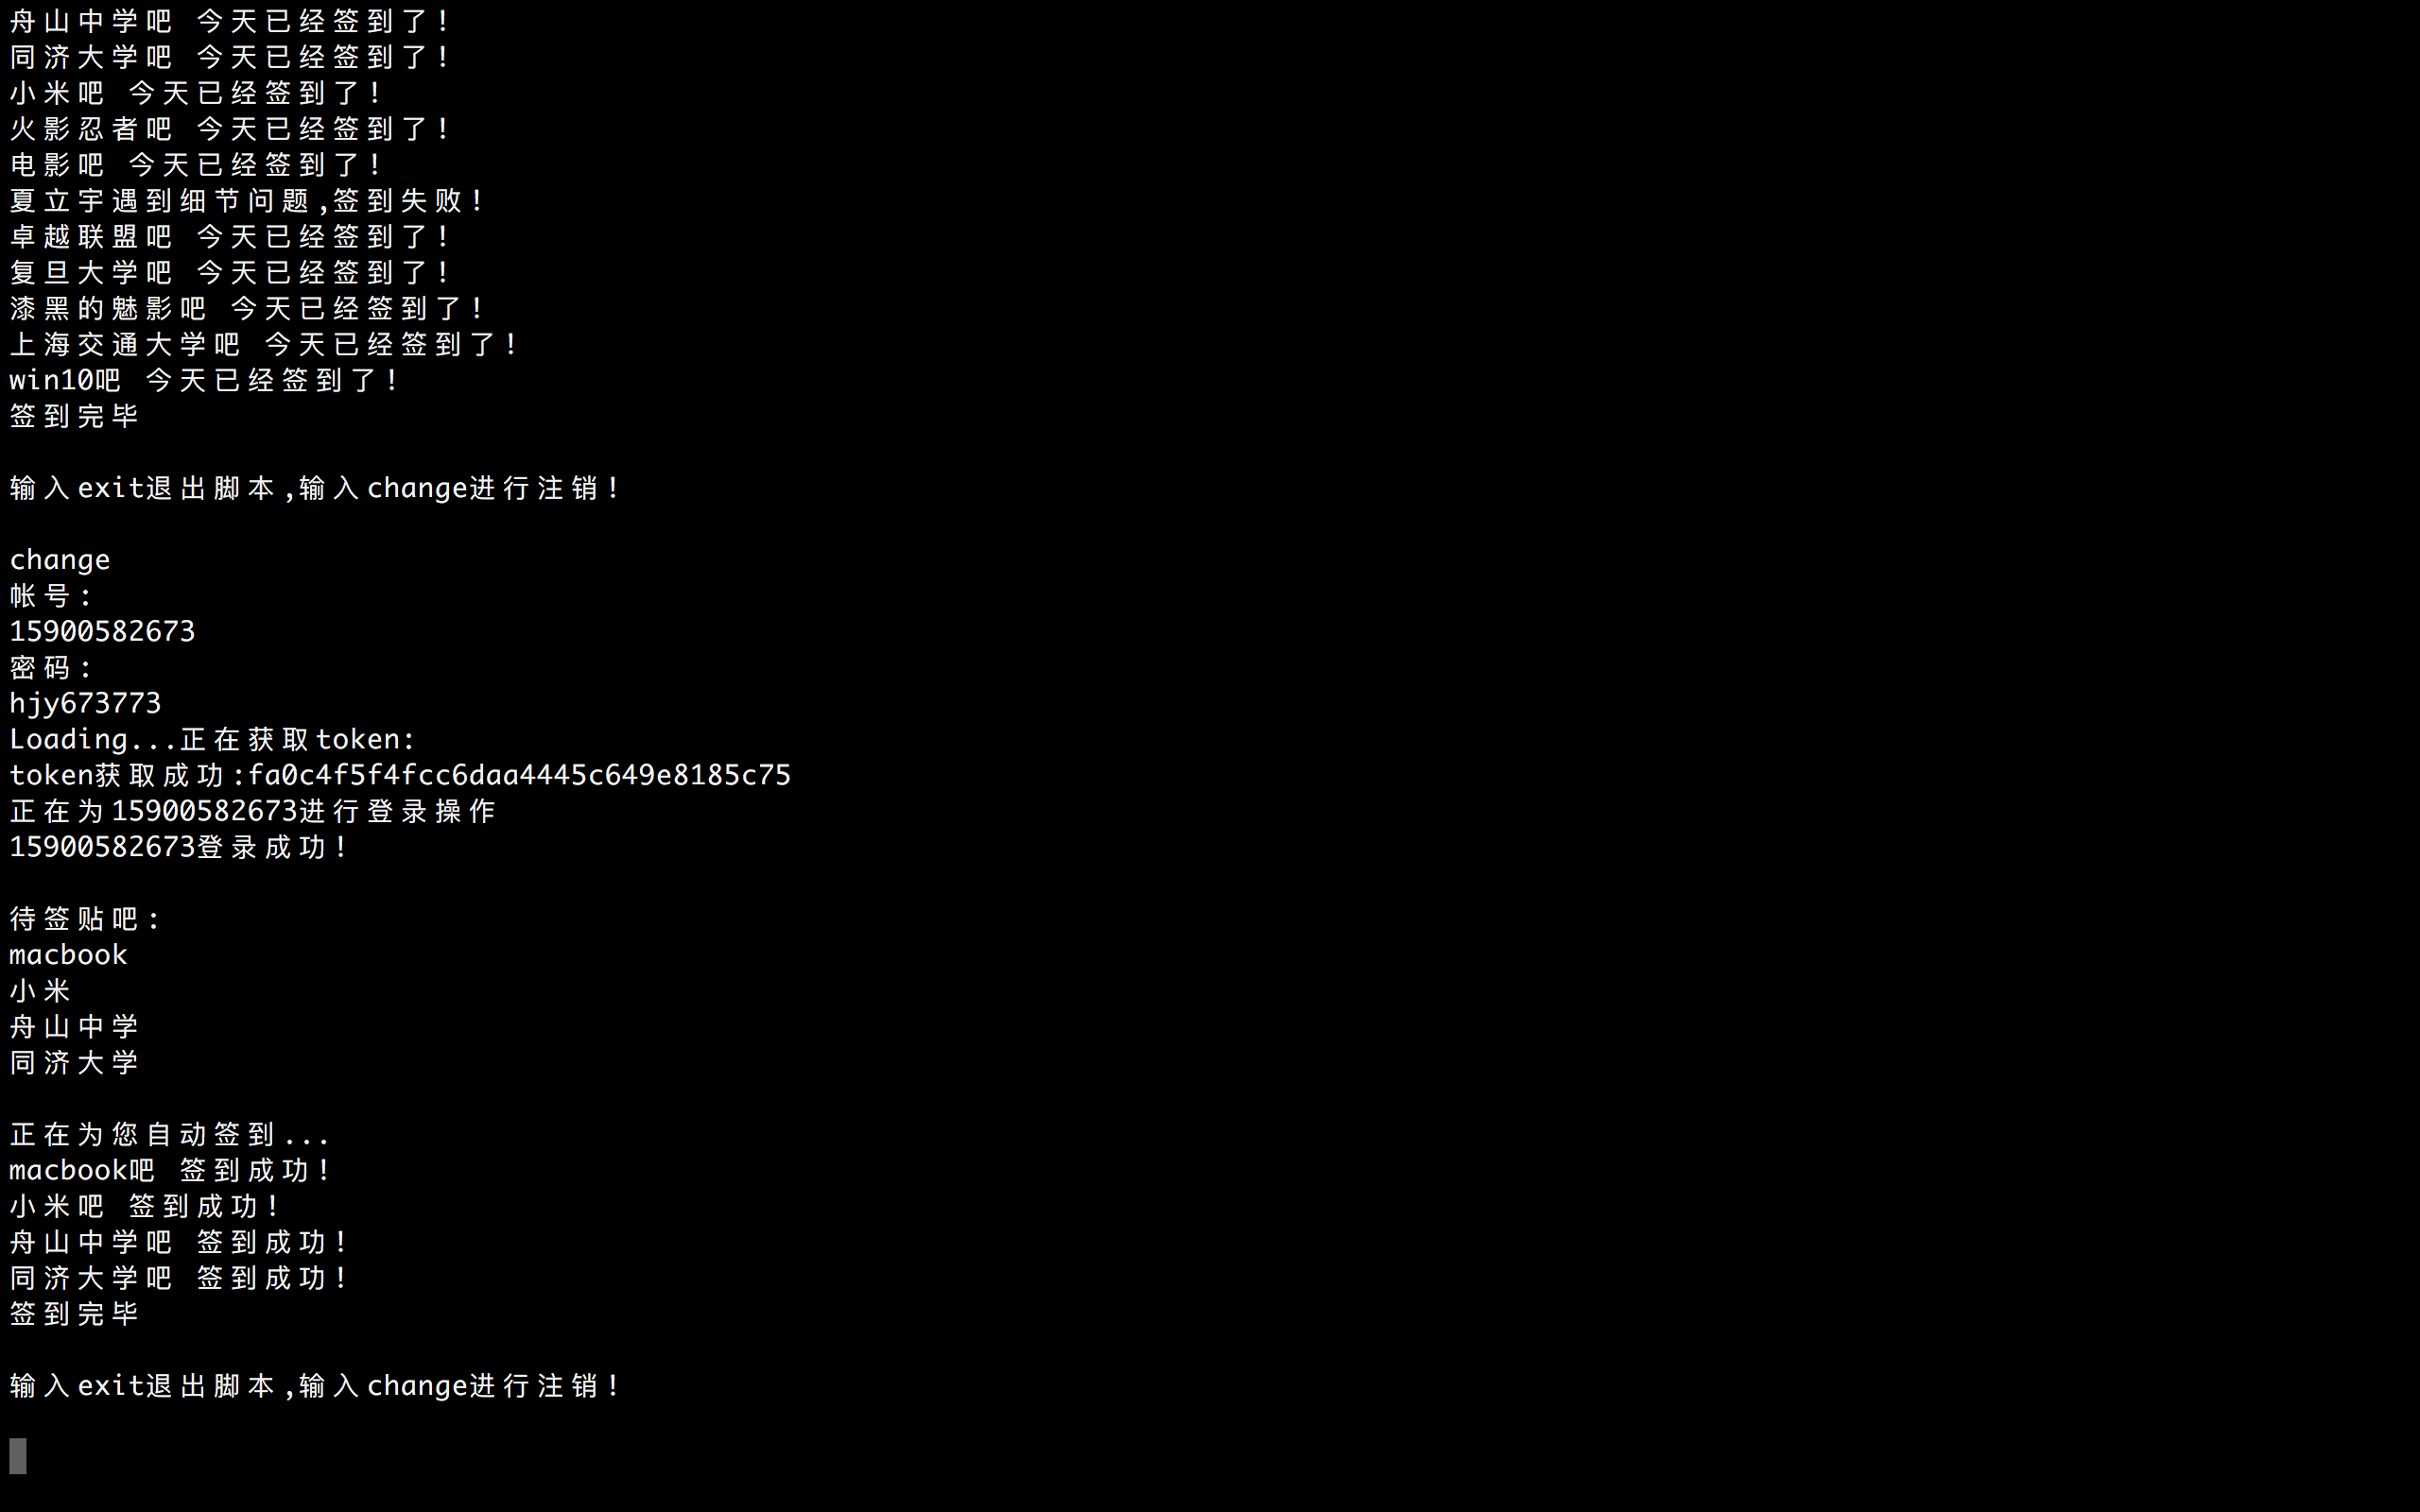 舟山中学吧 今天已经签到了!
同济大学吧 今天已经签到了!
小米吧 今天已经签到了!
火影忍者吧 今天已经签到了!
电影吧 今天已经签到了!
夏立宇遇到细节问题,签到失败!
卓越联盟吧 今天已经签到了!
复旦大学吧 今天已经签到了!
漆黑的魅影吧 今天已经签到了!
上海交通大学吧 今天已经签到了!
win10吧 今天已经签到了!
签到完毕
输入exit退出脚本,输入change进行注销!
change
帐号:
15900582673
密码:
hjy673773
Loading...正在获取token:
token获取成功:fa0c4f5f4fcc6daa4445c649e8185c75
正在为15900582673进行登录操作
15900582673登录成功!
待签贴吧:
macbook
小米
舟山中学
同济大学
正在为您自动签到...
macbook吧 签到成功!
小米吧 签到成功!
舟山中学吧 签到成功!
同济大学吧 签到成功!
签到完毕
输入exit退出脚本,输入change进行注销!